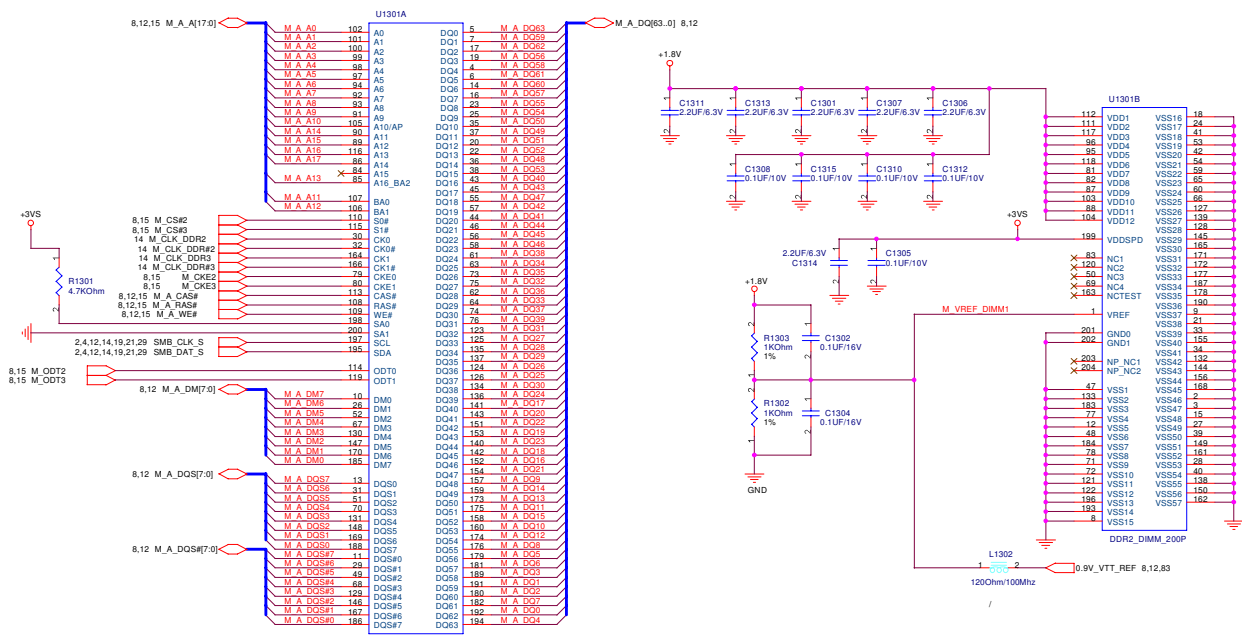 U1301A
8,12,15 M_A_A[17:0]
M_A_DQ[63..0] 8,12
M_A_A0 102 A0
M_A_A1 101 A1
M_A_A2 100 A2
M_A_A3 99 A3
M_A_A4 98 A4
M_A_A5 97 A5
M_A_A6 94 A6
M_A_A7 92 A7
M_A_A8 93 A8
M_A_A9 91 A9
M_A_A10 105 A10/AP
M_A_A14 90 A11
M_A_A15 89 A12
M_A_A16 116 A13
M_A_A17 86 A14
84 A15
M_A_A13 85 A16_BA2
M_A_A11 107 BA0
M_A_A12 106 BA1
8,15 M_CS#2 110 S0#
8,15 M_CS#3 115 S1#
14 M_CLK_DDR2 30 CK0
14 M_CLK_DDR#2 32 CK0#
14 M_CLK_DDR3 164 CK1
14 M_CLK_DDR#3 166 CK1#
8,15 M_CKE2 79 CKE0
8,15 M_CKE3 80 CKE1
8,12,15 M_A_CAS# 113 CAS#
8,12,15 M_A_RAS# 108 RAS#
8,12,15 M_A_WE# 109 WE#
198 SA0
200 SA1
2,4,12,14,19,21,29 SMB_CLK_S 197 SCL
2,4,12,14,19,21,29 SMB_DAT_S 195 SDA
8,15 M_ODT2 114 ODT0
8,15 M_ODT3 119 ODT1
+3VS
1
2
R1301
4.7KOhm
8,12 M_A_DM[7:0]
M_A_DM7 10 DM0
M_A_DM6 26 DM1
M_A_DM5 52 DM2
M_A_DM4 67 DM3
M_A_DM3 130 DM4
M_A_DM2 147 DM5
M_A_DM1 170 DM6
M_A_DM0 185 DM7
8,12 M_A_DQS[7:0]
M_A_DQS7 13 DQS0
M_A_DQS6 31 DQS1
M_A_DQS5 51 DQS2
M_A_DQS4 70 DQS3
M_A_DQS3 131 DQS4
M_A_DQS2 148 DQS5
M_A_DQS1 169 DQS6
M_A_DQS0 188 DQS7
8,12 M_A_DQS#[7:0]
M_A_DQS#7 11 DQS#0
M_A_DQS#6 29 DQS#1
M_A_DQS#5 49 DQS#2
M_A_DQS#4 68 DQS#3
M_A_DQS#3 129 DQS#4
M_A_DQS#2 146 DQS#5
M_A_DQS#1 167 DQS#6
M_A_DQS#0 186 DQS#7
DQ0 5 M_A_DQ63
DQ1 7 M_A_DQ59
DQ2 17 M_A_DQ62
DQ3 19 M_A_DQ56
DQ4 4 M_A_DQ58
DQ5 6 M_A_DQ61
DQ6 14 M_A_DQ60
DQ7 16 M_A_DQ57
DQ8 23 M_A_DQ55
DQ9 25 M_A_DQ54
DQ10 35 M_A_DQ50
DQ11 37 M_A_DQ49
DQ12 20 M_A_DQ51
DQ13 22 M_A_DQ52
DQ14 36 M_A_DQ48
DQ15 38 M_A_DQ53
DQ16 43 M_A_DQ40
DQ17 45 M_A_DQ43
DQ18 55 M_A_DQ47
DQ19 57 M_A_DQ42
DQ20 44 M_A_DQ41
DQ21 46 M_A_DQ44
DQ22 56 M_A_DQ45
DQ23 58 M_A_DQ46
DQ24 61 M_A_DQ38
DQ25 63 M_A_DQ34
DQ26 73 M_A_DQ35
DQ27 75 M_A_DQ32
DQ28 62 M_A_DQ36
DQ29 64 M_A_DQ37
DQ30 74 M_A_DQ33
DQ31 76 M_A_DQ39
DQ32 123 M_A_DQ31
DQ33 125 M_A_DQ27
DQ34 135 M_A_DQ28
DQ35 137 M_A_DQ29
DQ36 124 M_A_DQ26
DQ37 126 M_A_DQ25
DQ38 134 M_A_DQ30
DQ39 136 M_A_DQ24
DQ40 141 M_A_DQ17
DQ41 143 M_A_DQ20
DQ42 151 M_A_DQ22
DQ43 153 M_A_DQ19
DQ44 140 M_A_DQ23
DQ45 142 M_A_DQ18
DQ46 152 M_A_DQ16
DQ47 154 M_A_DQ21
DQ48 157 M_A_DQ9
DQ49 159 M_A_DQ14
DQ50 173 M_A_DQ13
DQ51 175 M_A_DQ11
DQ52 158 M_A_DQ15
DQ53 160 M_A_DQ10
DQ54 174 M_A_DQ12
DQ55 176 M_A_DQ8
DQ56 179 M_A_DQ5
DQ57 181 M_A_DQ6
DQ58 189 M_A_DQ3
DQ59 191 M_A_DQ1
DQ60 180 M_A_DQ2
DQ61 182 M_A_DQ7
DQ62 192 M_A_DQ0
DQ63 194 M_A_DQ4
+1.8V
C1311 C1313 C1301 C1307 C1306
2.2UF/6.3V 2.2UF/6.3V 2.2UF/6.3V 2.2UF/6.3V 2.2UF/6.3V
C1308 C1315 C1310 C1312
0.1UF/10V 0.1UF/10V 0.1UF/10V 0.1UF/10V
+3VS
2.2UF/6.3V
C1314
C1305
0.1UF/10V
+1.8V
R1303
1KOhm
1%
C1302
0.1UF/16V
R1302
1KOhm
1%
C1304
0.1UF/16V
GND
M_VREF_DIMM1
U1301B
112 VDD1
111 VDD2
117 VDD3
96 VDD4
95 VDD5
118 VDD6
81 VDD7
82 VDD8
87 VDD9
103 VDD10
88 VDD11
104 VDD12
199 VDDSPD
83 NC1
120 NC2
50 NC3
69 NC4
163 NCTEST
1 VREF
201 GND0
202 GND1
203 NP_NC1
204 NP_NC2
47 VSS1
133 VSS2
183 VSS3
77 VSS4
12 VSS5
48 VSS6
184 VSS7
78 VSS8
71 VSS9
72 VSS10
121 VSS11
122 VSS12
196 VSS13
193 VSS14
8 VSS15
VSS16 18
VSS17 24
VSS18 41
VSS19 53
VSS20 42
VSS21 54
VSS22 59
VSS23 65
VSS24 60
VSS25 66
VSS26 127
VSS27 139
VSS28 128
VSS29 145
VSS30 165
VSS31 171
VSS32 172
VSS33 177
VSS34 187
VSS35 178
VSS36 190
VSS37 9
VSS38 21
VSS39 33
VSS40 155
VSS41 34
VSS42 132
VSS43 144
VSS44 156
VSS45 168
VSS46 2
VSS47 3
VSS48 15
VSS49 27
VSS50 39
VSS51 149
VSS52 161
VSS53 28
VSS54 40
VSS55 138
VSS56 150
VSS57 162
DDR2_DIMM_200P
L1302
1 2
120Ohm/100Mhz
0.9V_VTT_REF 8,12,83
/